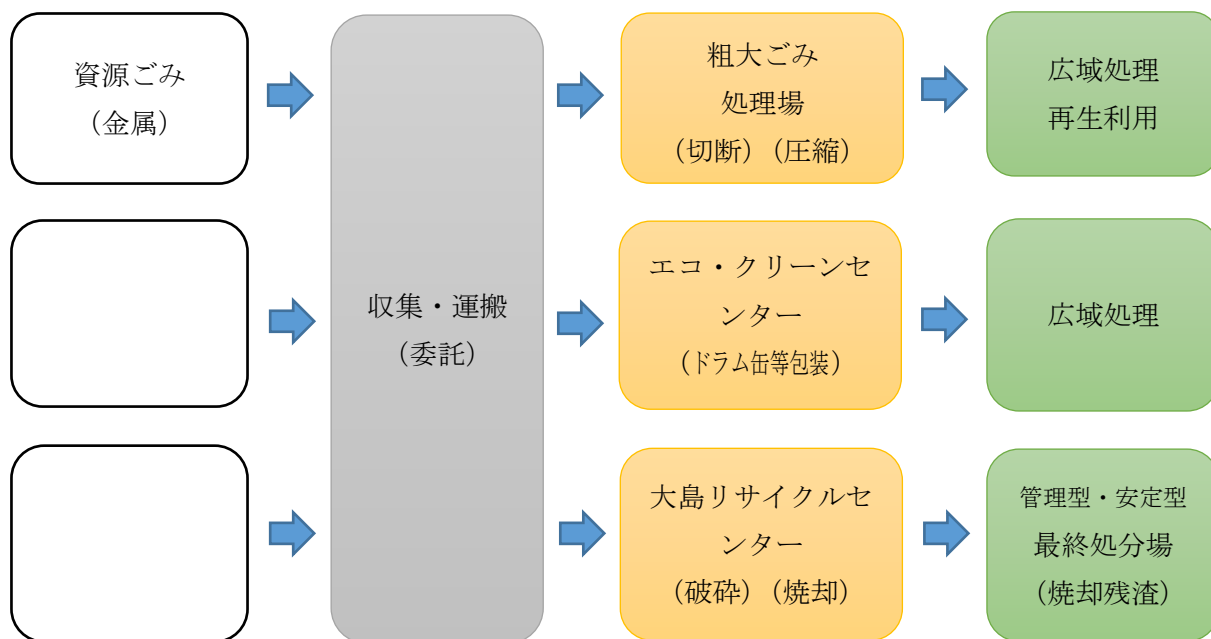 資源ごみ
（金属）
収集・運搬
（委託）
粗大ごみ
処理場
（切断）（圧縮）
広域処理
再生利用
エコ・クリーンセ
ンター
（ドラム缶等包装）
広域処理
大島リサイクルセ
ンター
（破砕）（焼却）
管理型・安定型
最終処分場
（焼却残渣）